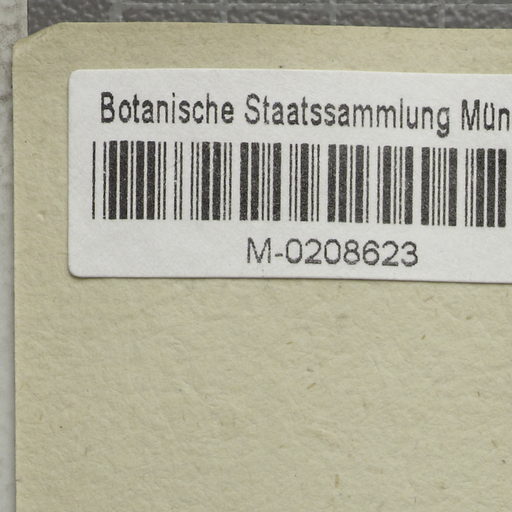 Botanische Staatssammlung Mün
M-0208623